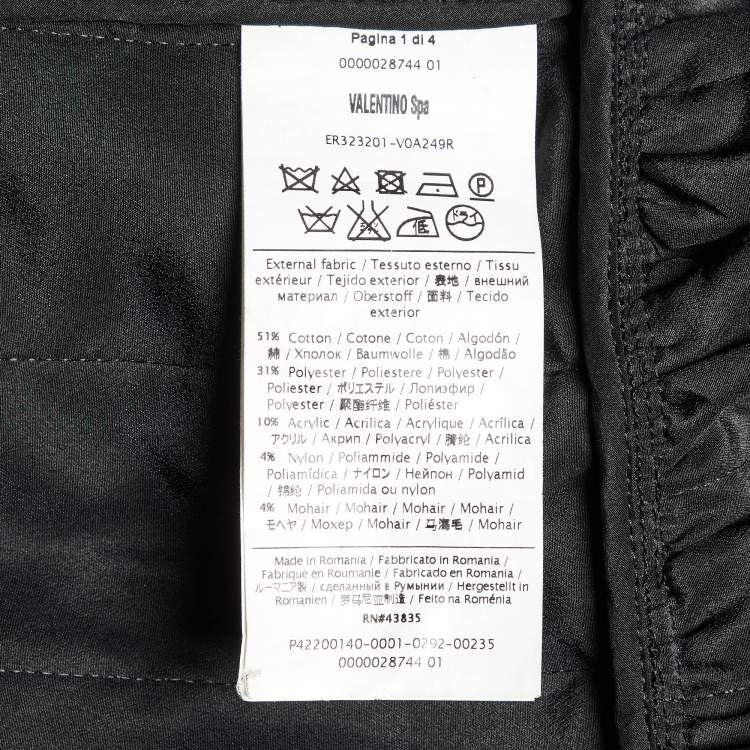 Pagina 1 di 4
0000028744 01
VALENTINO Spa
ER323201-V0A249R
ドライ
低
External fabric / Tessuto esterno / Tissu
extérieur / Tejido exterior / 表地 / внешний
материал / Oberstoff / 面料 / Tecido
exterior
51% Cotton / Cotone / Coton / Algodón /
綿 / Хлопок / Baumwolle / 棉 / Algodão
31% Polyester / Poliestere / Polyester /
Poliester / ポリエステル / Лопиэфир /
Polyester / 聚酯纤维 / Poliéster
10% Acrylic / Acrilica / Acrylique / Acrílica /
アクリル / Акрил / Polyacryl / 腈纶 / Acrilica
4% Nylon / Poliammide / Polyamide /
Poliamídica / ナイロン / Нейпон / Polyamid
/ 锦纶 / Poliamida ou nylon
4% Mohair / Mohair / Mohair / Mohair /
モヘヤ / Мохер / Mohair / 马海毛 / Mohair
Made in Romania / Fabbricato in Romania /
Fabrique en Roumanie / Fabricado en Romania /
ルーマニア製 / сделанный в Румынии / Hergestellt in
Romanien / 罗马尼亚制造 / Feito na Roménia
RN#43835
P42200140-0001-0292-00235
0000028744 01